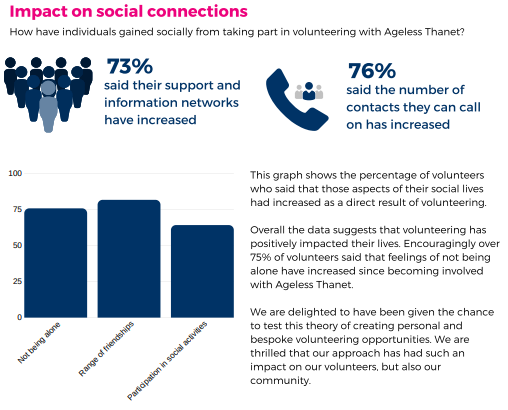 Impact on social connections
How have individuals gained socially from taking part in volunteering with Ageless Thanet?
73%
said their support and
information networks
have increased
76%
said the number of
contacts they can call
on has increased
100
75
50
25
0
Not being alone
Range of friendships
Participation in social activities
This graph shows the percentage of volunteers
who said that those aspects of their social lives
had increased as a direct result of volunteering.
Overall the data suggests that volunteering has
positively impacted their lives. Encouragingly over
75% of volunteers said that feelings of not being
alone have increased since becoming involved
with Ageless Thanet.
We are delighted to have been given the chance
to test this theory of creating personal and
bespoke volunteering opportunities. We are
thrilled that our approach has had such an
impact on our volunteers, but also our
community.